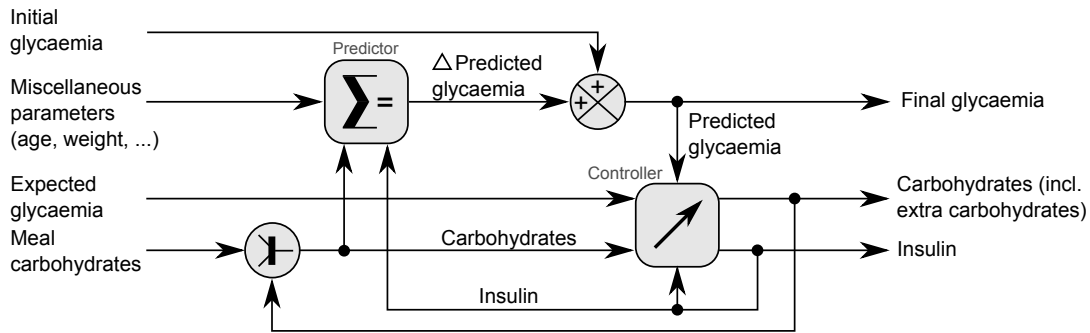 Initial
glycaemia
Predictor
△ Predicted
glycaemia
Miscellaneous
parameters
(age, weight, ...)
Σ =
+
+
Final glycaemia
Predicted
glycaemia
Controller
Expected
glycaemia
Carbohydrates (incl.
extra carbohydrates)
Meal
carbohydrates
Carbohydrates
Insulin
Insulin